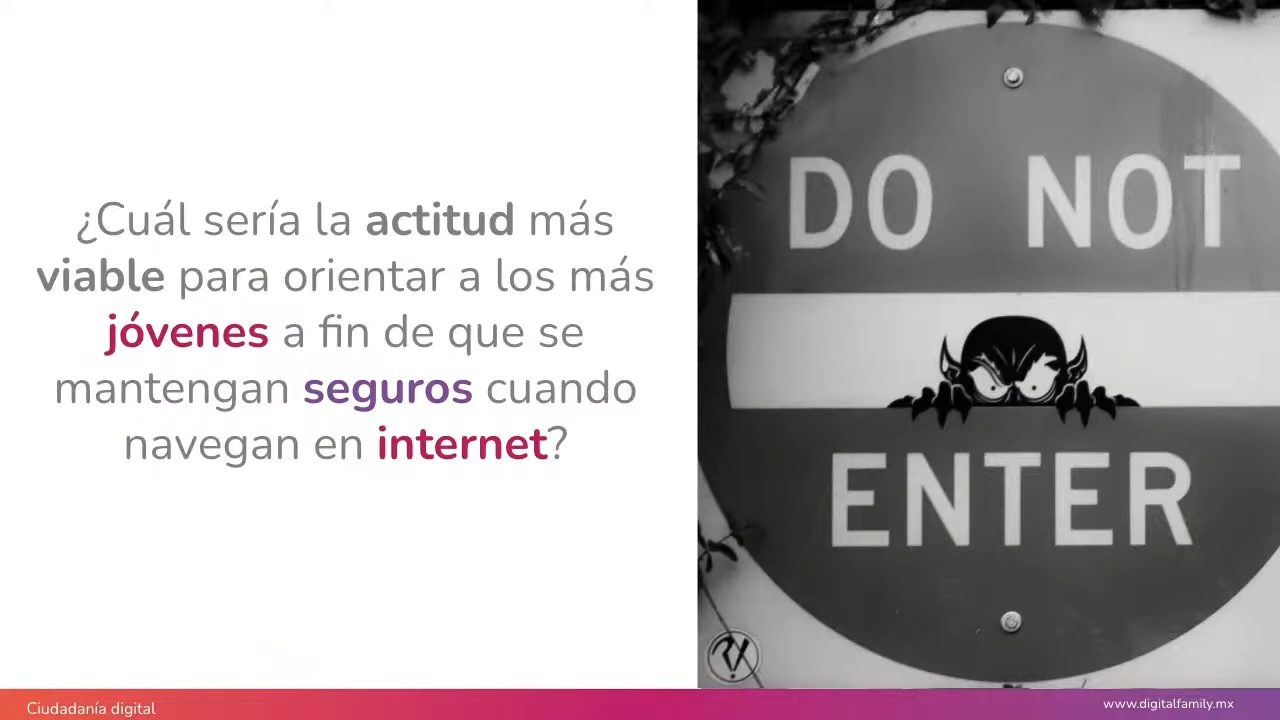 ¿Cuál sería la actitud más
viable para orientar a los más
jóvenes a fin de que se
mantengan seguros cuando
navegan en internet?
DO NOT
ENTER
?!
Ciudadanía digital
www.digitalfamily.mx